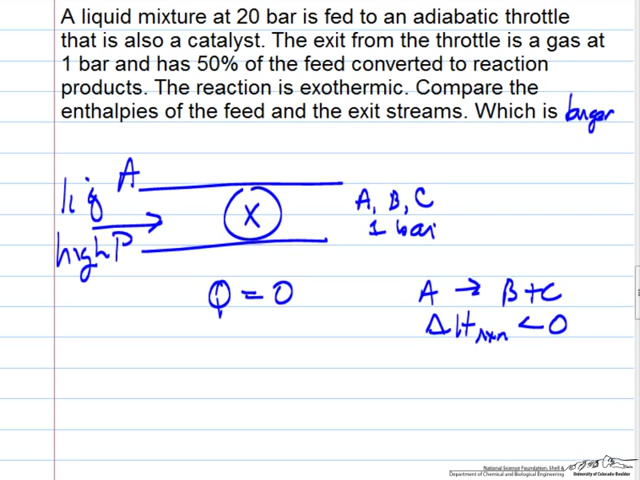 A liquid mixture at 20 bar is fed to an adiabatic throttle
that is also a catalyst. The exit from the throttle is a gas at
1 bar and has 50% of the feed converted to reaction
products. The reaction is exothermic. Compare the
enthalpies of the feed and the exit streams. Which is larger
A
liq
high P
X
A, B, C
1 bar
Q = 0
A → B + C
ΔH rxn < 0
National Science Foundation, Shell &
Department of Chemical and Biological Engineering
University of Colorado Boulder